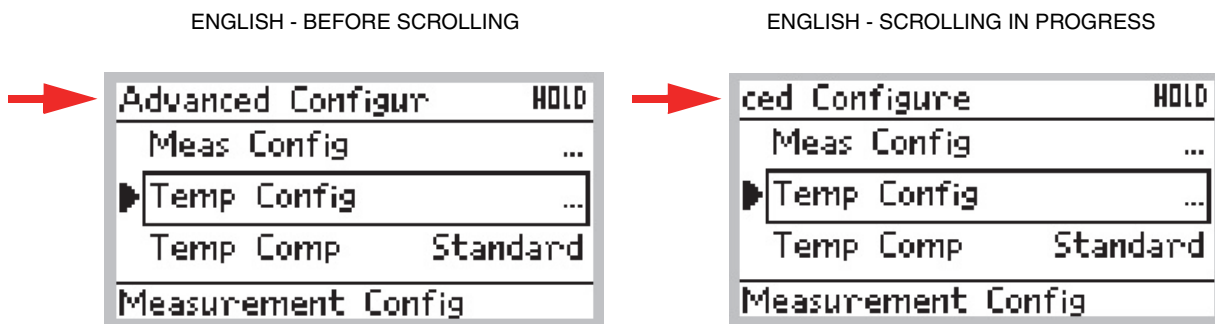 ENGLISH - BEFORE SCROLLING
Advanced Configur HOLD
Meas Config ...
Temp Config ...
Temp Comp Standard
Measurement Config
ENGLISH - SCROLLING IN PROGRESS
ced Configure HOLD
Meas Config ...
Temp Config ...
Temp Comp Standard
Measurement Config